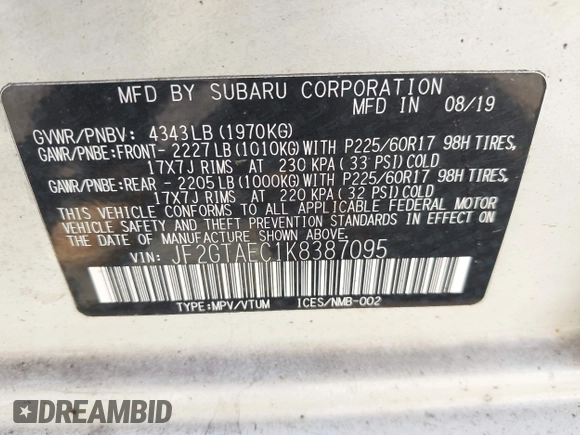 MFD BY SUBARU CORPORATION
MFD IN 08/19
GVWR/PNBV: 4343LB(1970KG)
GAWR/PNBE:FRONT- 2227LB(1010KG)WITH P225/60R17 98H TIRES,
17X7J RIMS AT 230 KPA(33 PSI)COLD
GAWR/PNBE:REAR - 2205LB(1000KG)WITH P225/60R17 98H TIRES,
17X7J RIMS AT 220 KPA(32 PSI)COLD
THIS VEHICLE CONFORMS TO ALL APPLICABLE FEDERAL MOTOR
VEHICLE SAFETY AND THEFT PREVENTION STANDARDS IN EFFECT
ON THE DATE OF MANUFACTURE SHOWN ABOVE.
VIN: JF2GTAEC1K8387095
TYPE:MPV/VTUM ICES/NMB-002
DREAMBID